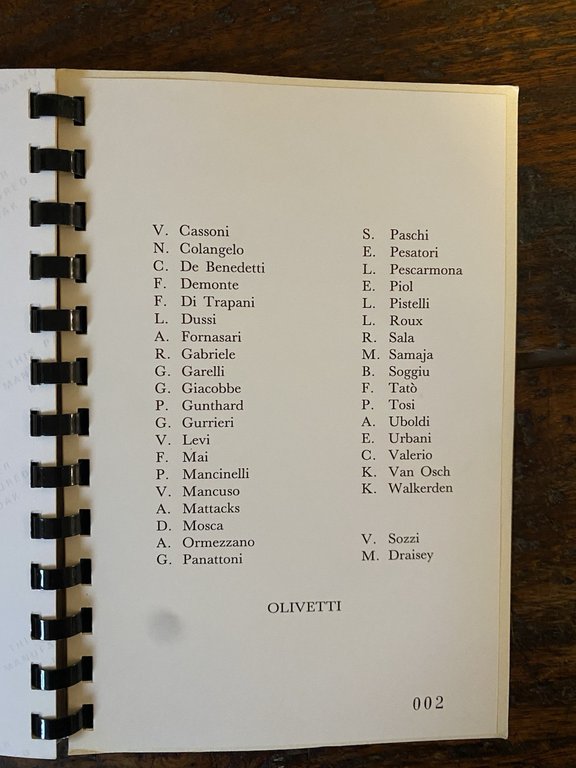 V. Cassoni
N. Colangelo
C. De Benedetti
F. Demonte
F. Di Trapani
L. Dussi
A. Fornasari
R. Gabriele
G. Garelli
G. Giacobbe
P. Gunthard
G. Gurrieri
V. Levi
F. Mai
P. Mancinelli
V. Mancuso
A. Mattacks
D. Mosca
A. Ormezzano
G. Panattoni
S. Paschi
E. Pesatori
L. Pescarmona
E. Piol
L. Pistelli
L. Roux
R. Sala
M. Samaja
B. Soggiu
F. Tatò
P. Tosi
A. Uboldi
E. Urbani
C. Valerio
K. Van Osch
K. Walkerden
V. Sozzi
M. Draisey
OLIVETTI
002